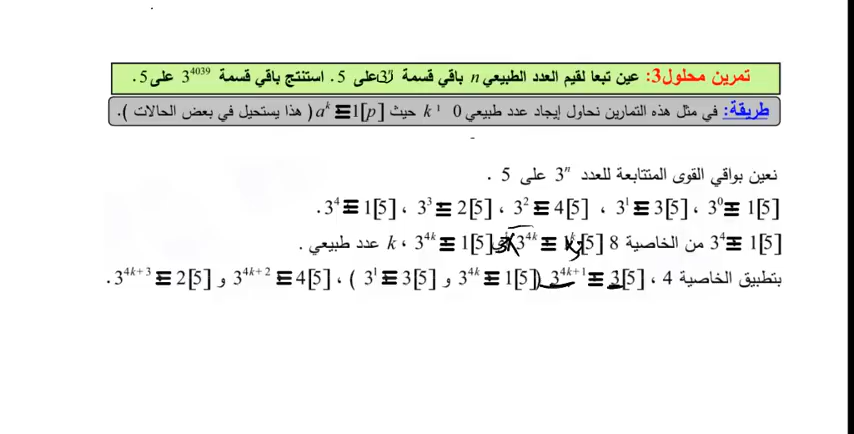 تمرين محلول3: عين تبعا لقيم العدد الطبيعي n باقي قسمة 3ⁿ على 5. استنتج باقي قسمة 3⁴⁰³⁹ على 5.
طريقة: في مثل هذه التمارين نحاول إيجاد عدد طبيعي k ¹ 0 حيث aᵏ ≡ 1[p] ( هذا يستحيل في بعض الحالات ).
نعين بواقي القوى المتتابعة للعدد 3ⁿ على 5 .
3⁰ ≡ 1[5] ، 3¹ ≡ 3[5] ، 3² ≡ 4[5] ، 3³ ≡ 2[5] ، 3⁴ ≡ 1[5].
3⁴ ≡ 1[5] من الخاصية 8 3⁴ᵏ ≡ 1ᵏ[5] 3⁴ᵏ ≡ 1[5] ، k عدد طبيعي .
بتطبيق الخاصية 4 ، 3⁴ᵏ⁺¹ ≡ 3[5] ( 3⁴ᵏ ≡ 1[5] و 3¹ ≡ 3[5] ) ، 3⁴ᵏ⁺² ≡ 4[5] و 3⁴ᵏ⁺³ ≡ 2[5] .